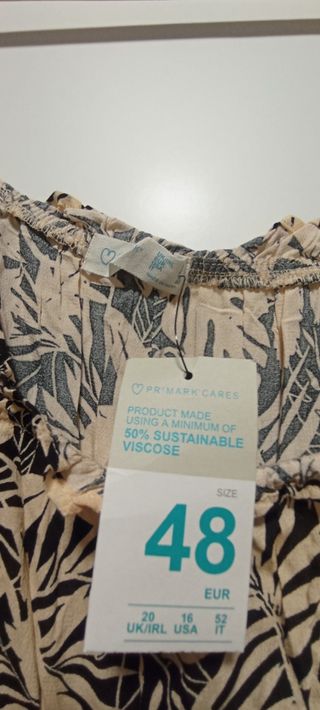 PRIMARK CARES
PRODUCT MADE
USING A MINIMUM OF
50% SUSTAINABLE
VISCOSE
SIZE
48
EUR
20 16 52
UK/IRL USA IT